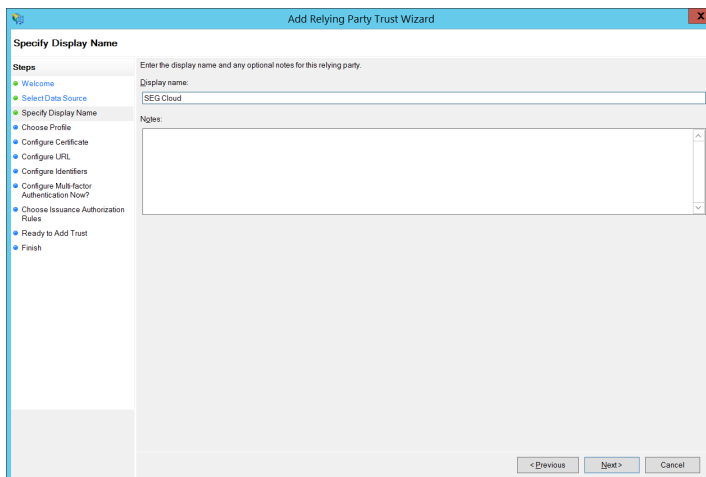 Add Relying Party Trust Wizard
X
Specify Display Name
Steps
Welcome
Select Data Source
Specify Display Name
Choose Profile
Configure Certificate
Configure URL
Configure Identifiers
Configure Multi-factor
Authentication Now?
Choose Issuance Authorization
Rules
Ready to Add Trust
Finish
Enter the display name and any optional notes for this relying party.
Display name:
SEG Cloud
Notes:
< Previous
Next >
Cancel